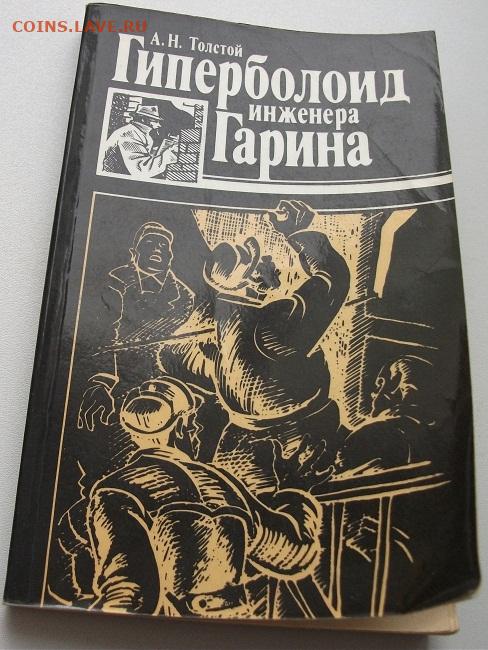 COINS.LAVE.RU
А. Н. Толстой
Гиперболоид
инженера
Гарина